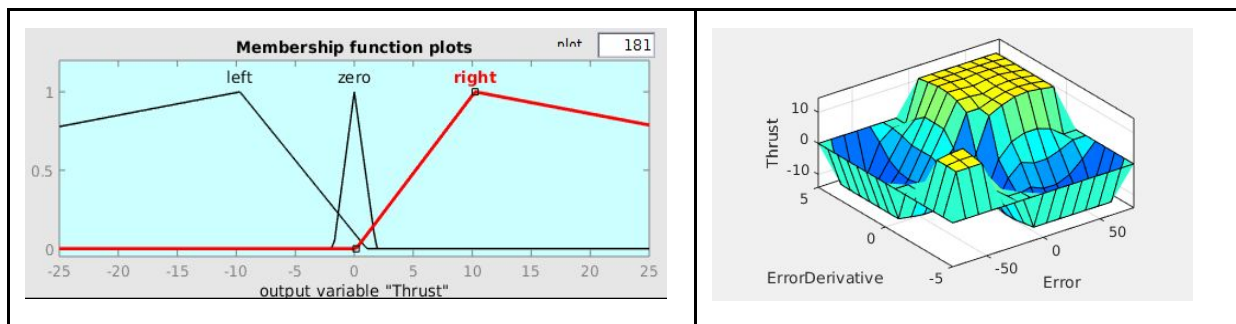 Membership function plots
plot 181
left
zero
right
1
0.5
0
-25 -20 -15 -10 -5 0 5 10 15 20 25
output variable "Thrust"
10
0
-10
Thrust
5
0
-5
ErrorDerivative
-50
0
50
Error